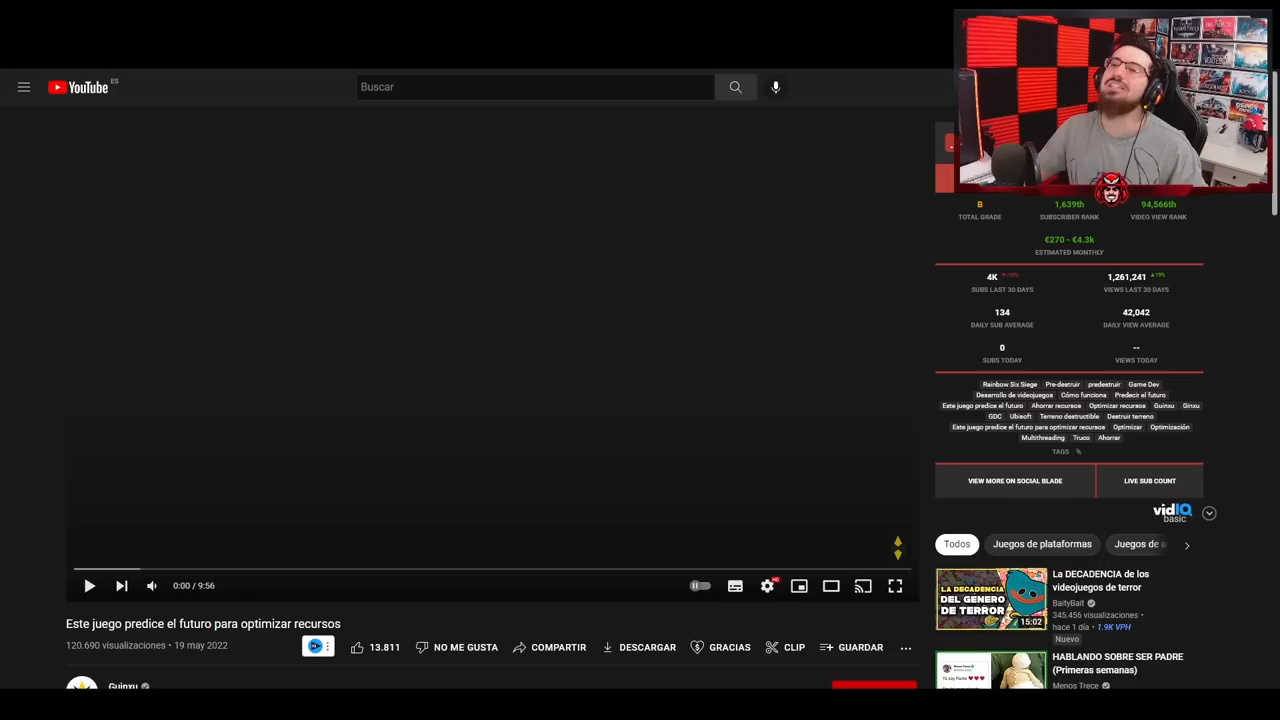 YouTube ES
Buscar
B
TOTAL GRADE
1,639th
SUBSCRIBER RANK
94,566th
VIDEO VIEW RANK
€270 - €4.3k
ESTIMATED MONTHLY
4K
SUBS LAST 30 DAYS
1,261,241 ▲19%
VIEWS LAST 30 DAYS
134
DAILY SUB AVERAGE
42,042
DAILY VIEW AVERAGE
0
SUBS TODAY
--
VIEWS TODAY
Rainbow Six Siege Pre-destruir predestruir Game Dev
Desarrollo de videojuegos Cómo funciona Predecir el futuro
Este juego predice el futuro Ahorrar recursos Optimizar recursos Guinxu Ginxu
GDC Ubisoft Terreno destructible Destruir terreno
Este juego predice el futuro para optimizar recursos Optimizar Optimización
Multithreading Truco Ahorrar
TAGS
VIEW MORE ON SOCIAL BLADE
LIVE SUB COUNT
vidIQ
basic
Todos
Juegos de plataformas
Juegos de
LA DECADENCIA
DEL GÉNERO
DE TERROR
15:02
La DECADENCIA de los
videojuegos de terror
BaityBait
345.456 visualizaciones •
hace 1 día • 1.9K VPH
Nuevo
HABLANDO SOBRE SER PADRE
(Primeras semanas)
Menos Trece
0:00 / 9:56
HD
Este juego predice el futuro para optimizar recursos
120.690 visualizaciones • 19 may 2022
13.811
NO ME GUSTA
COMPARTIR
DESCARGAR
GRACIAS
CLIP
GUARDAR
Guinxu